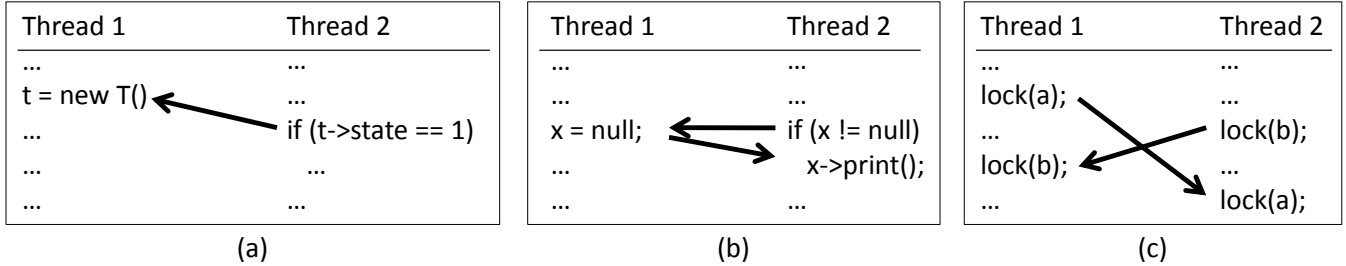 Thread 1 Thread 2
... ...
t = new T() ...
... if (t->state == 1)
... ...
... ...
(a)
Thread 1 Thread 2
... ...
... ...
x = null; if (x != null)
... x->print();
... ...
(b)
Thread 1 Thread 2
... ...
lock(a); ...
... lock(b);
lock(b); ...
... lock(a);
(c)